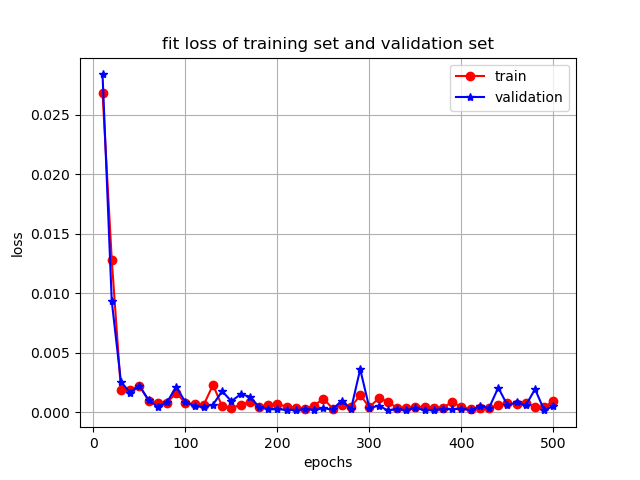 fit loss of training set and validation set
train
validation
0.025
0.020
0.015
0.010
0.005
0.000
loss
0
100
200
300
400
500
epochs